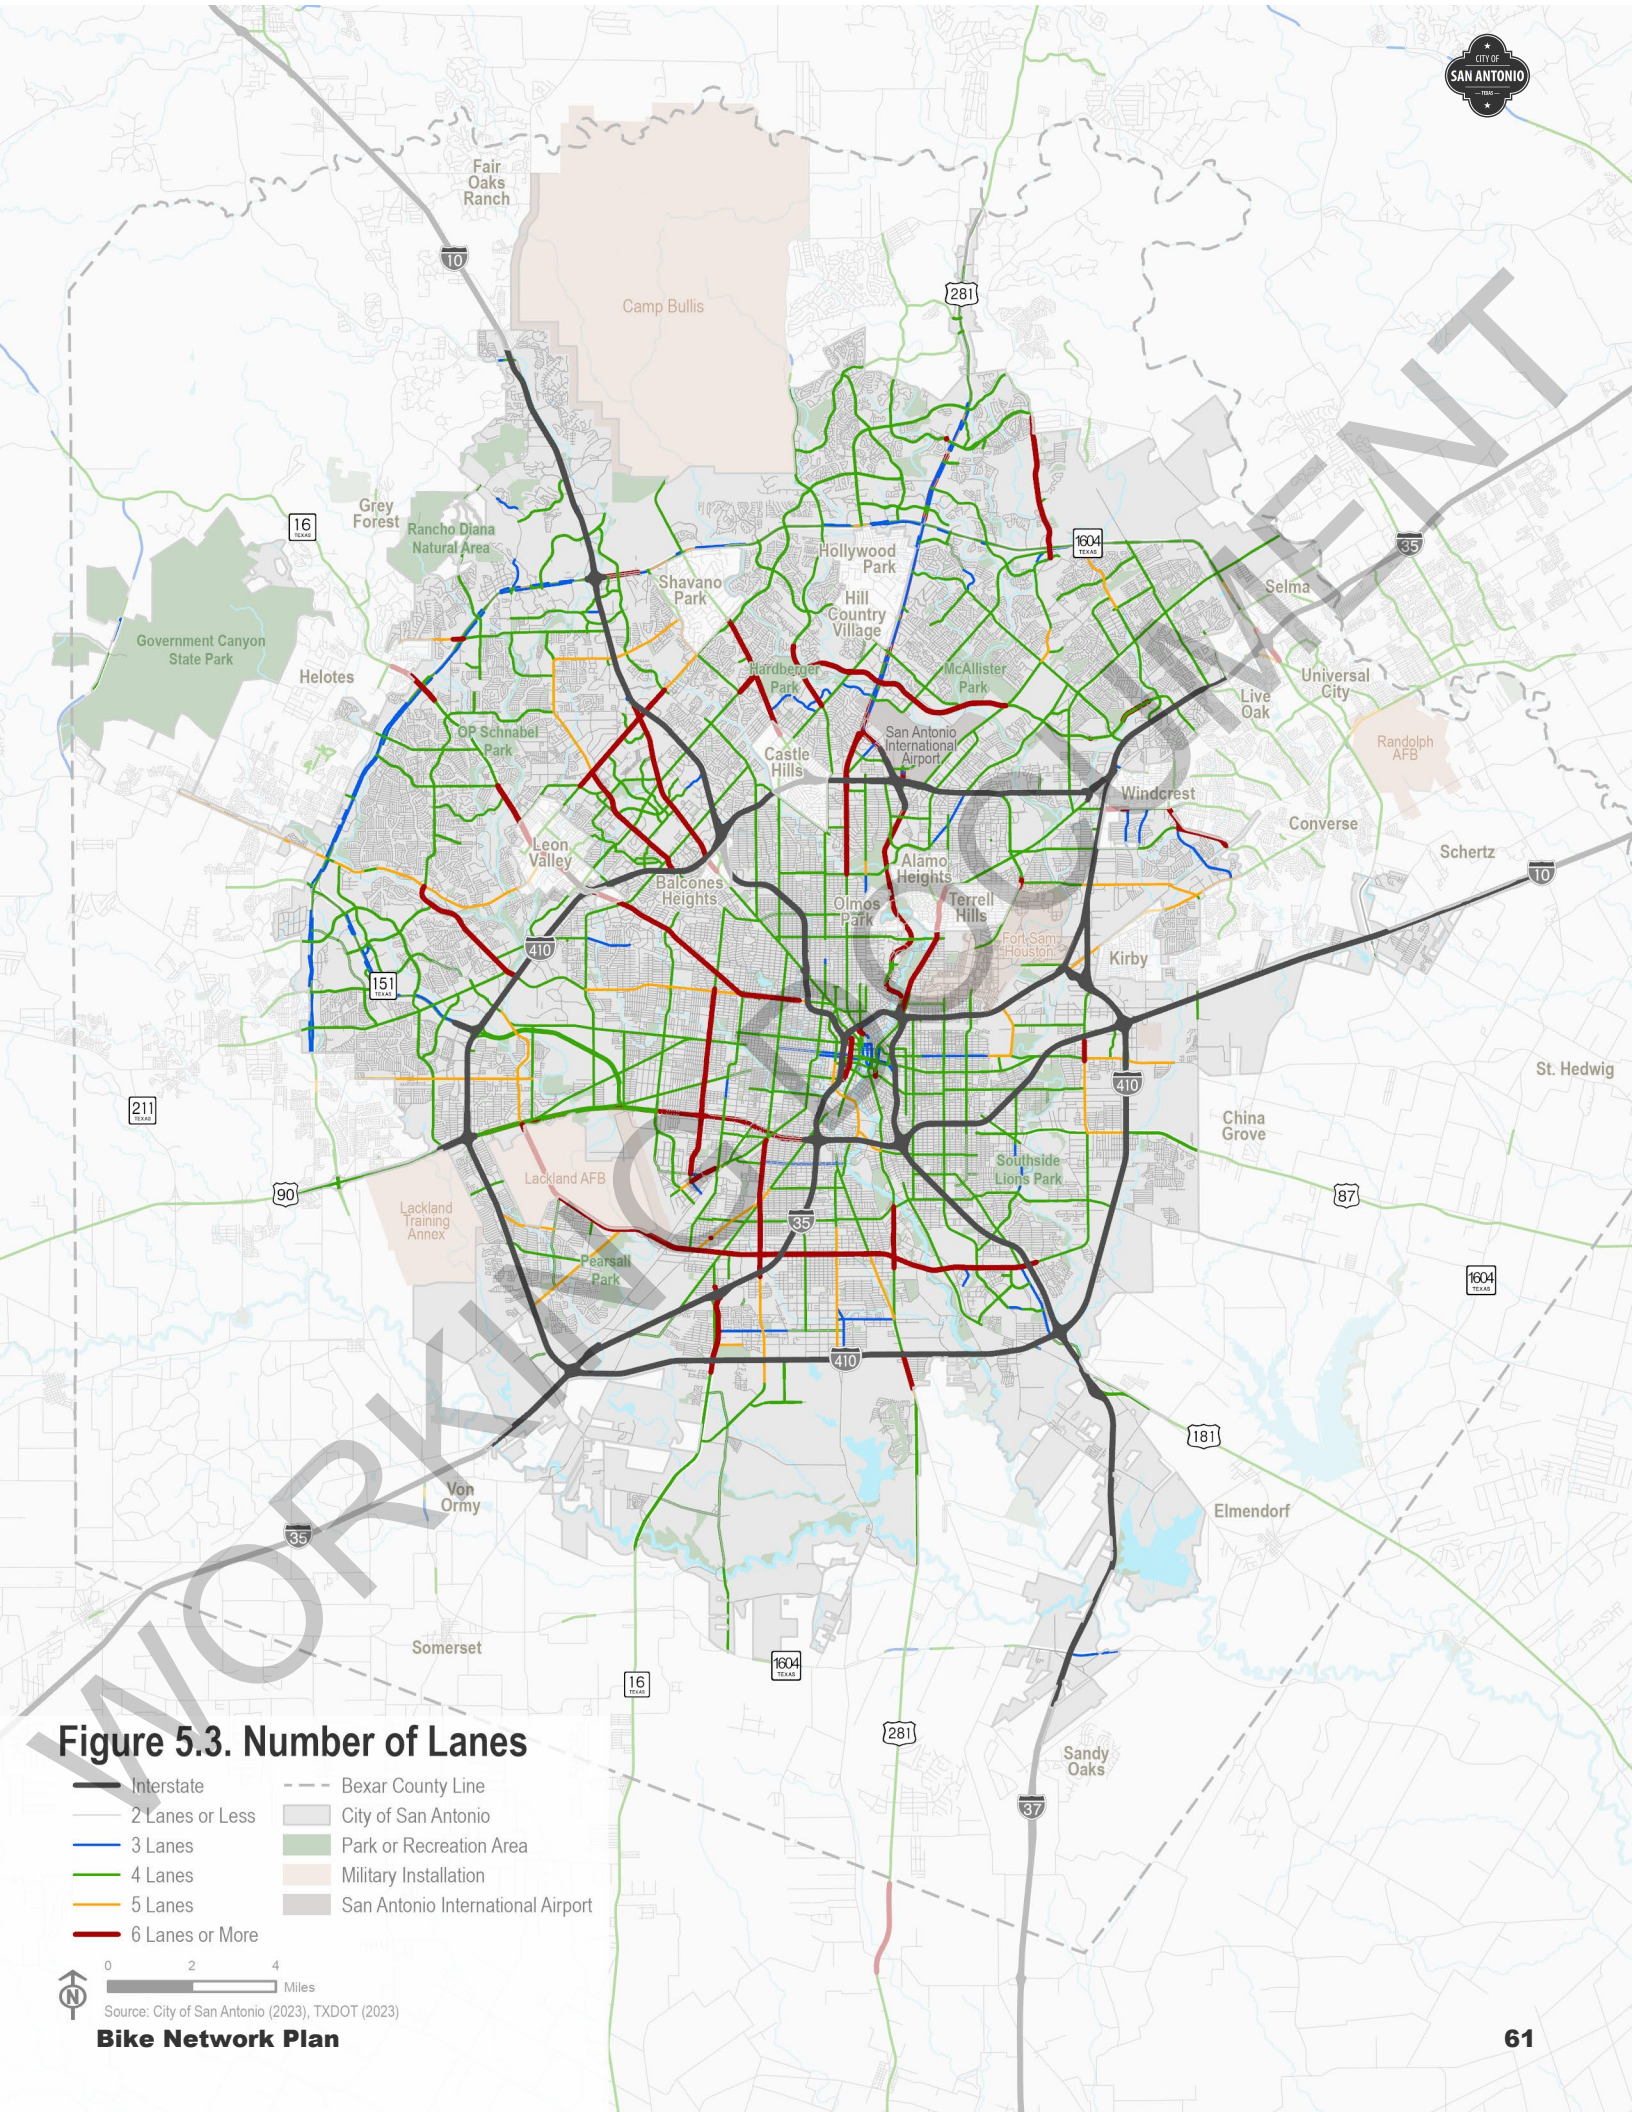 CITY OF
SAN ANTONIO
TEXAS
Fair
Oaks
Ranch
10
Camp Bullis
281
Grey
Forest
16
TEXAS
Rancho Diana
Natural Area
Hollywood
Park
1604
TEXAS
35
Shavano
Park
Selma
Hill
Country
Village
Government Canyon
State Park
Helotes
Hardberger
Park
McAllister
Park
Universal
City
Live
Oak
OP Schnabel
Park
San Antonio
International
Airport
Randolph
AFB
Castle
Hills
Windcrest
Converse
Leon
Valley
Schertz
Alamo
Heights
10
Balcones
Heights
Olmos
Park
Terrell
Hills
410
Fort Sam
Houston
Kirby
151
TEXAS
St. Hedwig
410
211
TEXAS
China
Grove
Southside
Lions Park
Lackland AFB
90
87
Lackland
Training
Annex
35
Pearsall
Park
1604
TEXAS
410
181
Von
Ormy
Elmendorf
35
Somerset
1604
TEXAS
16
TEXAS
281
Sandy
Oaks
37
WORKING DOCUMENT
Figure 5.3. Number of Lanes
Interstate
2 Lanes or Less
3 Lanes
4 Lanes
5 Lanes
6 Lanes or More
Bexar County Line
City of San Antonio
Park or Recreation Area
Military Installation
San Antonio International Airport
0 2 4
Miles
N
Source: City of San Antonio (2023), TXDOT (2023)
Bike Network Plan
61